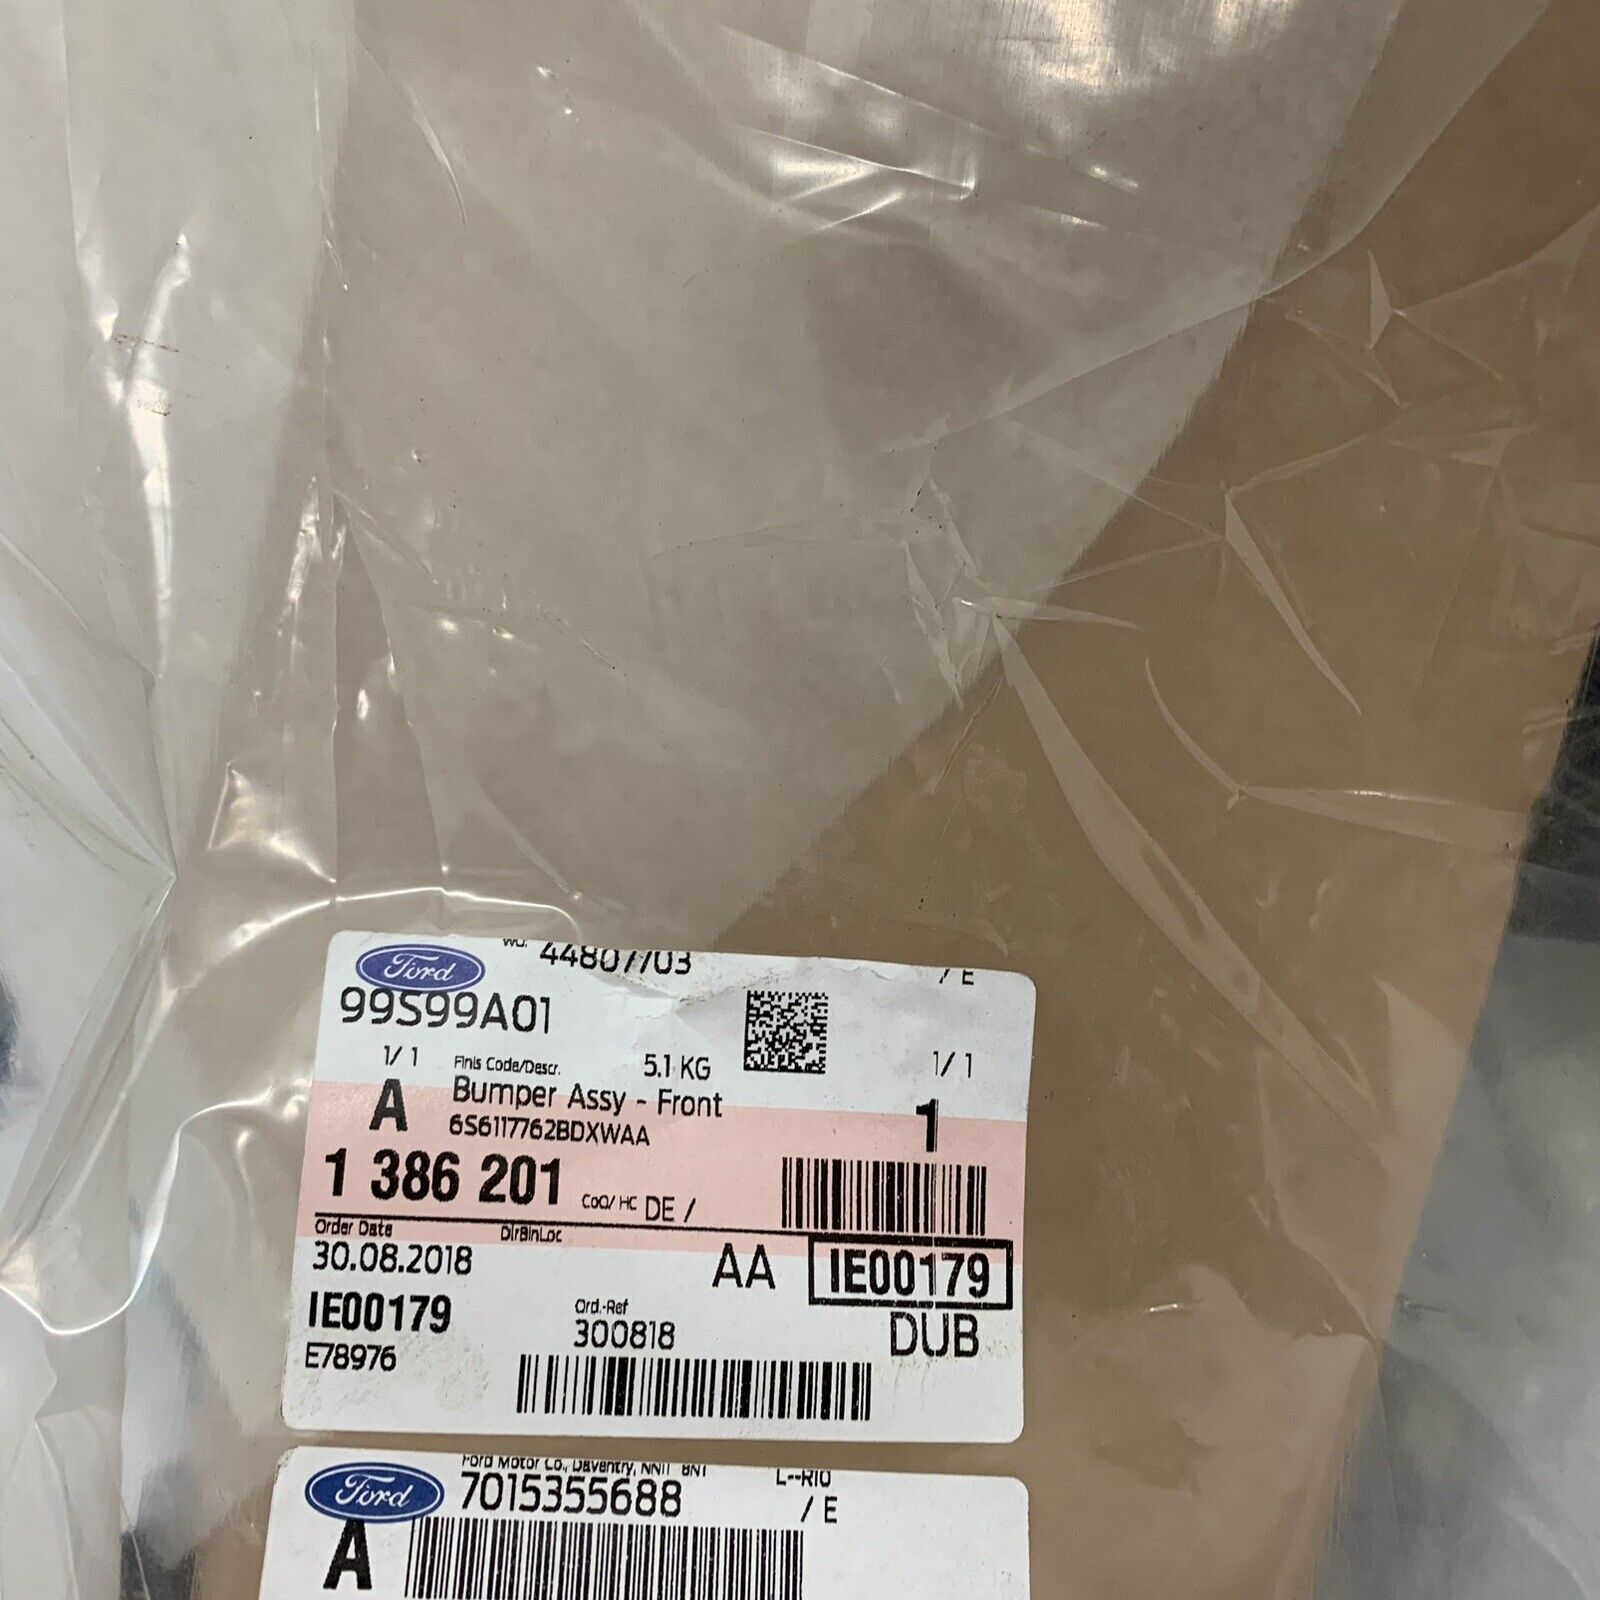 Ford
WO: 44807703
/ E
99S99A01
1/ 1
Finis Code/Descr.
5.1 KG
1/ 1
A
Bumper Assy - Front
1
6S6117762BDXWAA
1 386 201
CoO/ HC DE /
Order Date
DirBinLoc
30.08.2018
AA
IE00179
IE00179
Ord.-Ref
300818
DUB
E78976
Ford Motor Co., Daventry, NN11 8NT
L--R10
Ford
7015355688
/ E
A